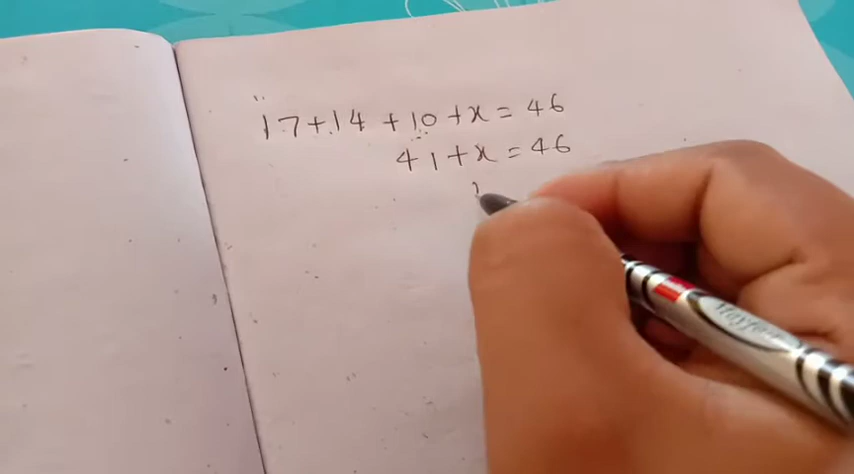 17+14 +10+x = 46
41+x = 46